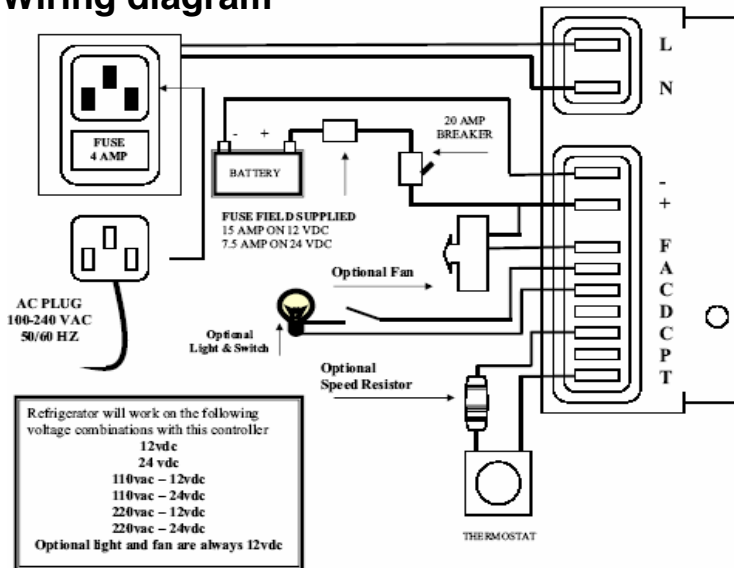 Wiring diagram
L
N
FUSE
4 AMP
- +
BATTERY
20 AMP
BREAKER
FUSE FIELD SUPPLIED
15 AMP ON 12 VDC
7.5 AMP ON 24 VDC
-
+
F
A
C
D
C
P
T
Optional Fan
AC PLUG
100-240 VAC
50/60 HZ
Optional
Light & Switch
Optional
Speed Resistor
THERMOSTAT
Refrigerator will work on the following
voltage combinations with this controller
12vdc
24 vdc
110vac – 12vdc
110vac – 24vdc
220vac – 12vdc
220vac – 24vdc
Optional light and fan are always 12vdc